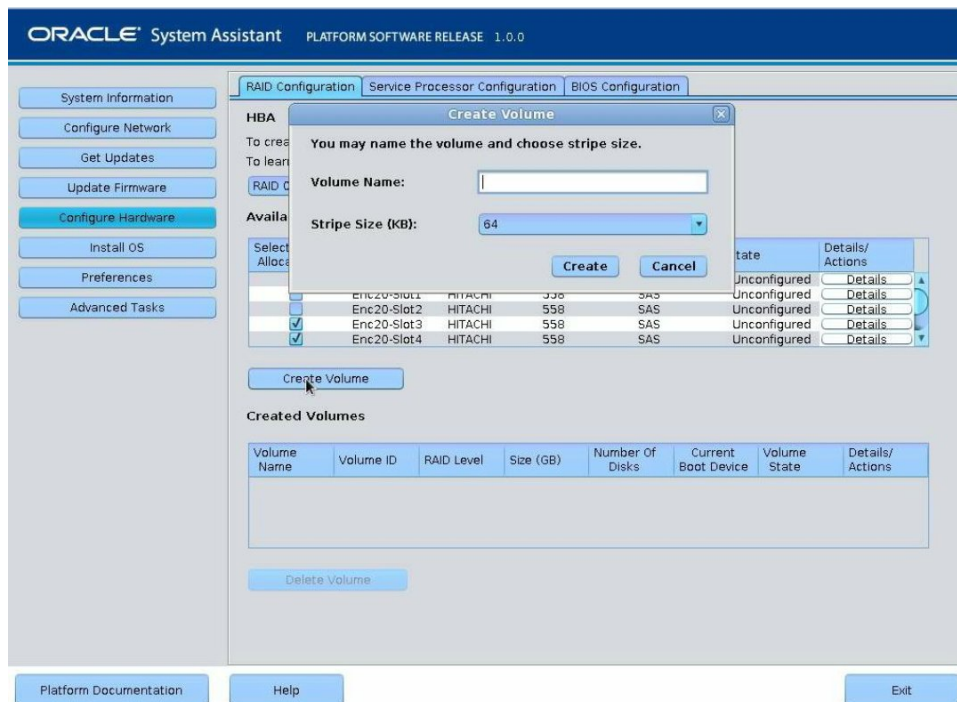 ORACLE System Assistant PLATFORM SOFTWARE RELEASE 1.0.0
System Information
Configure Network
Get Updates
Update Firmware
Configure Hardware
Install OS
Preferences
Advanced Tasks
RAID Configuration Service Processor Configuration BIOS Configuration
HBA
To crea
To learn
RAID C
Availa
Create Volume
You may name the volume and choose stripe size.
Volume Name:
Stripe Size (KB): 64
Create Cancel
Select
Alloca
tate
Details/
Actions
Unconfigured Details
Enc20-Slot1 HITACHI 558 SAS Unconfigured Details
Enc20-Slot2 HITACHI 558 SAS Unconfigured Details
Enc20-Slot3 HITACHI 558 SAS Unconfigured Details
Enc20-Slot4 HITACHI 558 SAS Unconfigured Details
Create Volume
Created Volumes
Volume
Name
Volume ID
RAID Level
Size (GB)
Number Of
Disks
Current
Boot Device
Volume
State
Details/
Actions
Delete Volume
Platform Documentation Help Exit